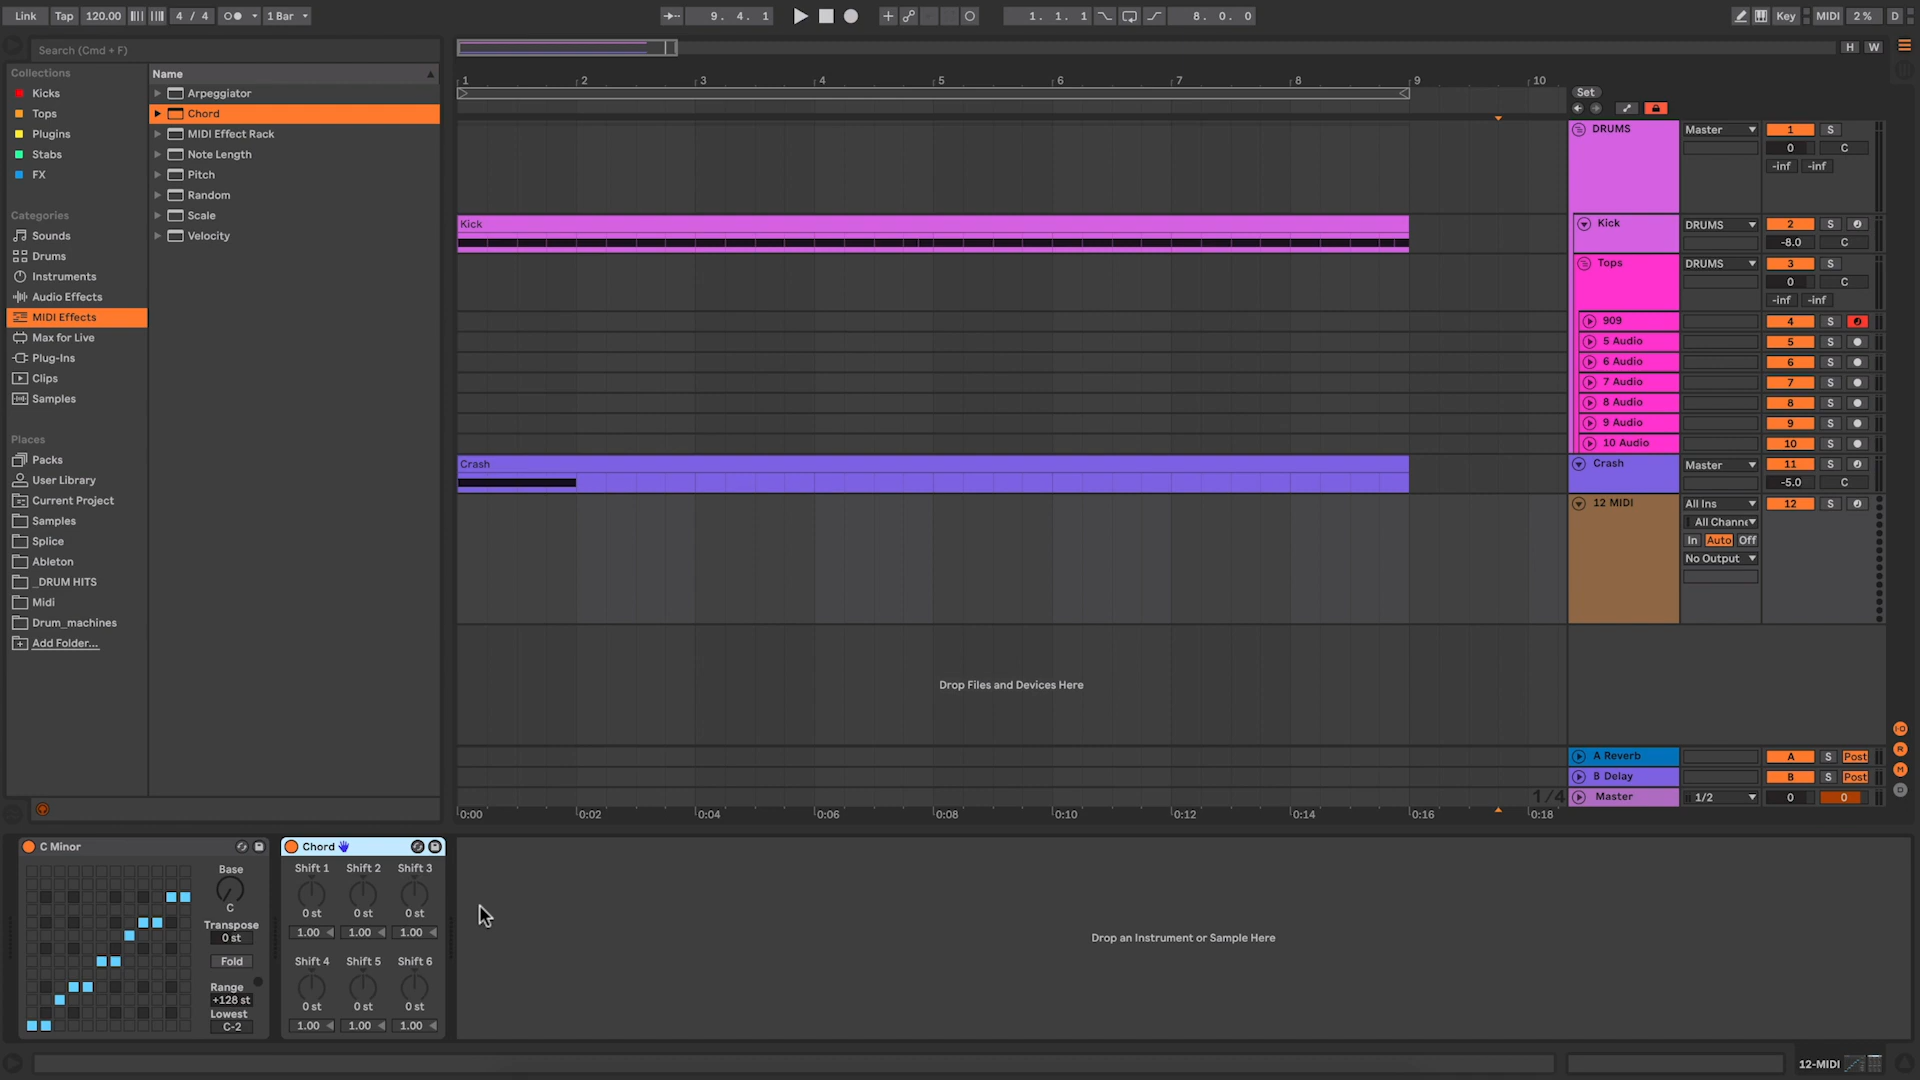 Link Tap 120.00 4 / 4 1 Bar 9. 4. 1 1. 1. 1 8. 0. 0 Key MIDI 2% D
Search (Cmd + F)
H W
Collections
Kicks
Tops
Plugins
Stabs
FX
Categories
Sounds
Drums
Instruments
Audio Effects
MIDI Effects
Max for Live
Plug-Ins
Clips
Samples
Places
Packs
User Library
Current Project
Samples
Splice
Ableton
_DRUM HITS
Midi
Drum_machines
Add Folder...
Name
Arpeggiator
Chord
MIDI Effect Rack
Note Length
Pitch
Random
Scale
Velocity
1 2 3 4 5 6 7 8 9 10
Set
DRUMS Master 1 S
0 C
-inf -inf
Kick
Kick DRUMS 2 S
-8.0 C
Tops DRUMS 3 S
0 C
-inf -inf
909 4 S
5 Audio 5 S
6 Audio 6 S
7 Audio 7 S
8 Audio 8 S
9 Audio 9 S
10 Audio 10 S
Crash
Crash Master 11 S
-5.0 C
12 MIDI All Ins 12 S
All Channe
In Auto Off
No Output
Drop Files and Devices Here
A Reverb A S Post
B Delay B S Post
1/4 Master 1/2 0 0
0:00 0:02 0:04 0:06 0:08 0:10 0:12 0:14 0:16 0:18
C Minor
Base
C
Transpose
0 st
Fold
Range
+128 st
Lowest
C-2
Chord
Shift 1 Shift 2 Shift 3
0 st 0 st 0 st
1.00 1.00 1.00
Shift 4 Shift 5 Shift 6
0 st 0 st 0 st
1.00 1.00 1.00
Drop an Instrument or Sample Here
12-MIDI